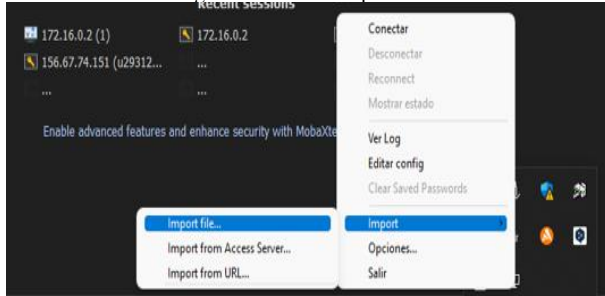 Recent sessions
172.16.0.2 (1)
172.16.0.2
156.67.74.151 (u29312...
...
...
...
Enable advanced features and enhance security with MobaXte
Conectar
Desconectar
Reconnect
Mostrar estado
Ver Log
Editar config
Clear Saved Passwords
Import
Opciones...
Salir
Import file...
Import from Access Server...
Import from URL...